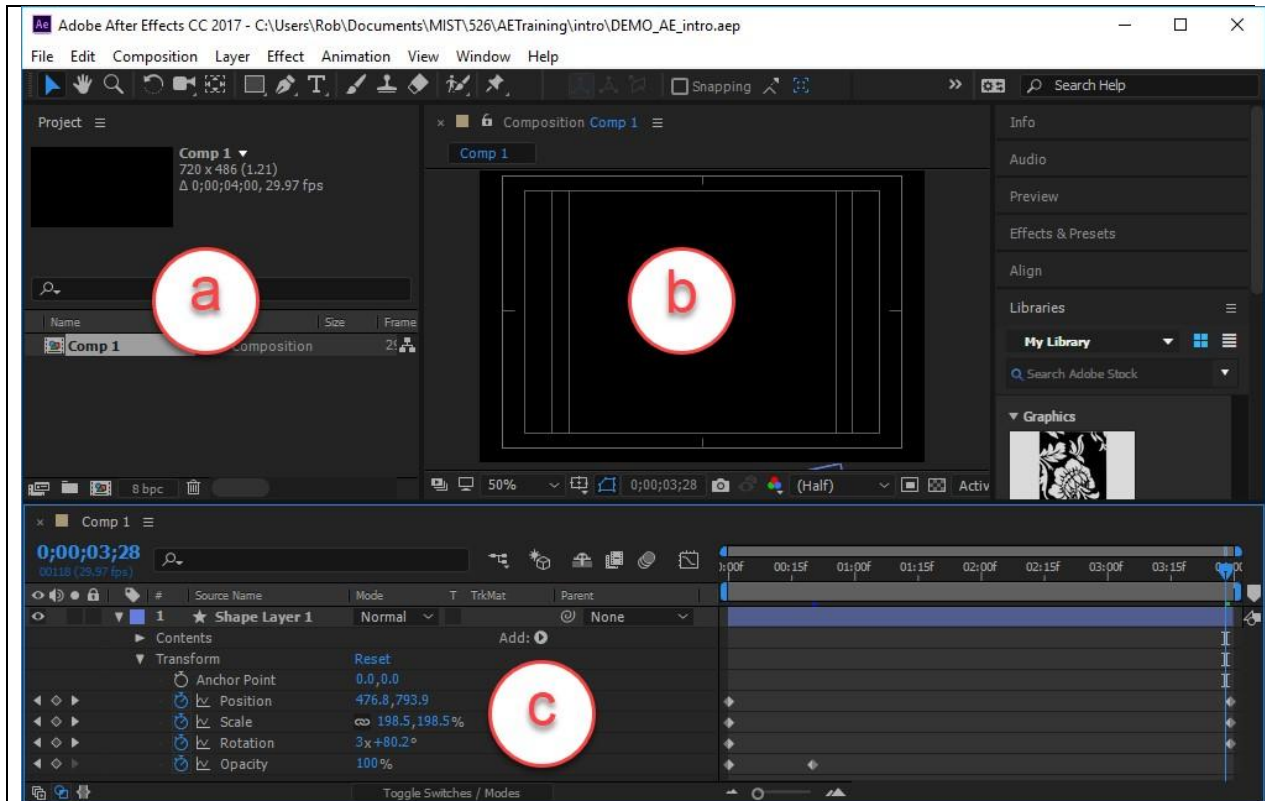 Ae Adobe After Effects CC 2017 - C:\Users\Rob\Documents\MIST\526\AETraining\intro\DEMO_AE_intro.aep
File Edit Composition Layer Effect Animation View Window Help
T Snapping Search Help
Project
Comp 1
720 x 486 (1.21)
Δ 0;00;04;00, 29.97 fps
a
Name Size Frame
Comp 1 Composition
8 bpc
Composition Comp 1
Comp 1
b
50% 0;00;03;28 (Half) Activ
Info
Audio
Preview
Effects & Presets
Align
Libraries
My Library
Search Adobe Stock
Graphics
Comp 1
0;00;03;28
00118 (29.97 fps)
):00f 00:15f 01:00f 01:15f 02:00f 02:15f 03:00f 03:15f
# Source Name Mode T TrkMat Parent
1 Shape Layer 1 Normal None
Contents Add:
Transform Reset
Anchor Point 0.0,0.0
Position 476.8,793.9
Scale 198.5,198.5%
Rotation 3x+80.2°
Opacity 100%
c
Toggle Switches / Modes